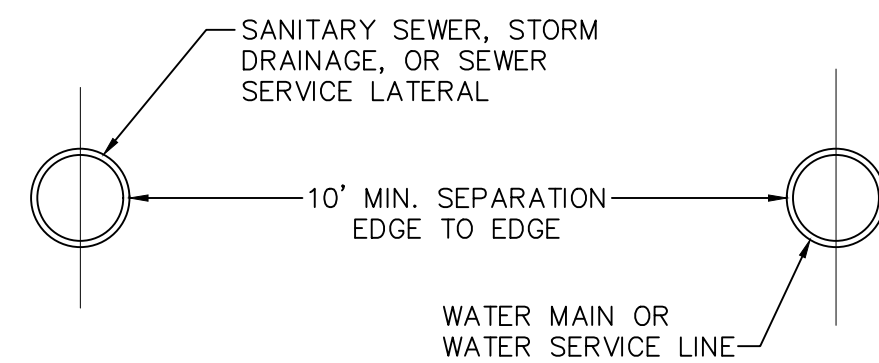 SANITARY SEWER, STORM
DRAINAGE, OR SEWER
SERVICE LATERAL
10' MIN. SEPARATION
EDGE TO EDGE
WATER MAIN OR
WATER SERVICE LINE